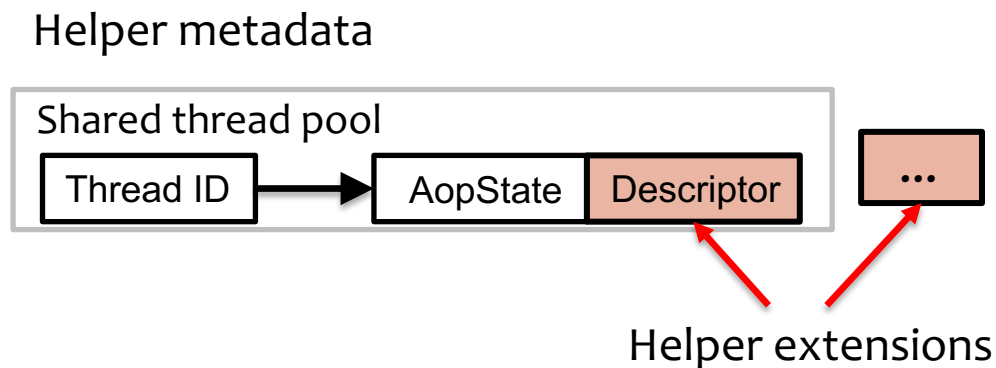 Helper metadata
Shared thread pool
Thread ID
AopState
Descriptor
...
Helper extensions